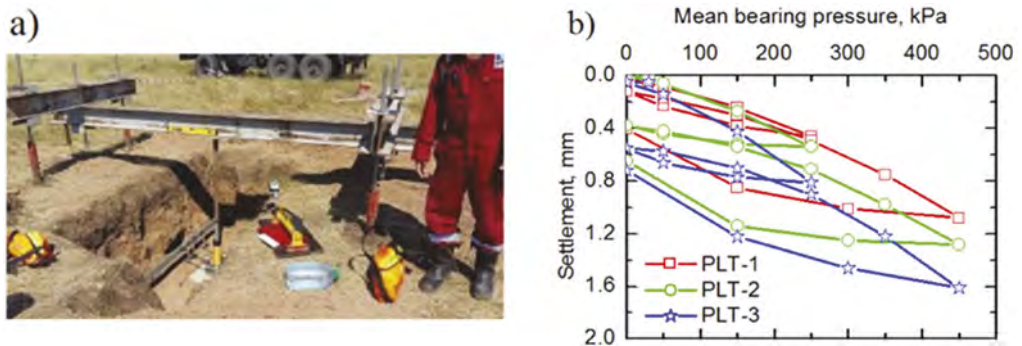 a)
b)
Mean bearing pressure, kPa
0 100 200 300 400 500
0.0
0.4
0.8
1.2
1.6
2.0
Settlement, mm
PLT-1
PLT-2
PLT-3